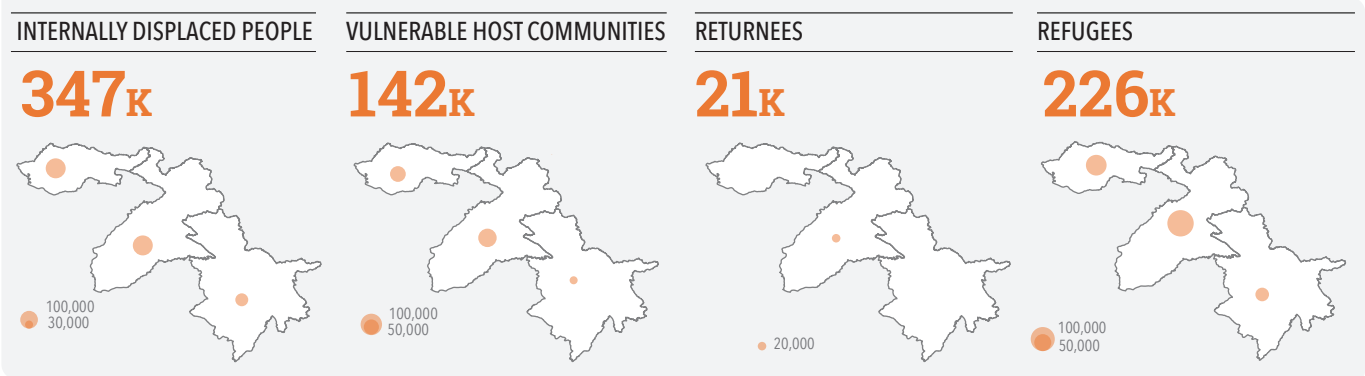 INTERNALLY DISPLACED PEOPLE
347K
100,000
30,000
VULNERABLE HOST COMMUNITIES
142K
100,000
50,000
RETURNEES
21K
20,000
REFUGEES
226K
100,000
50,000